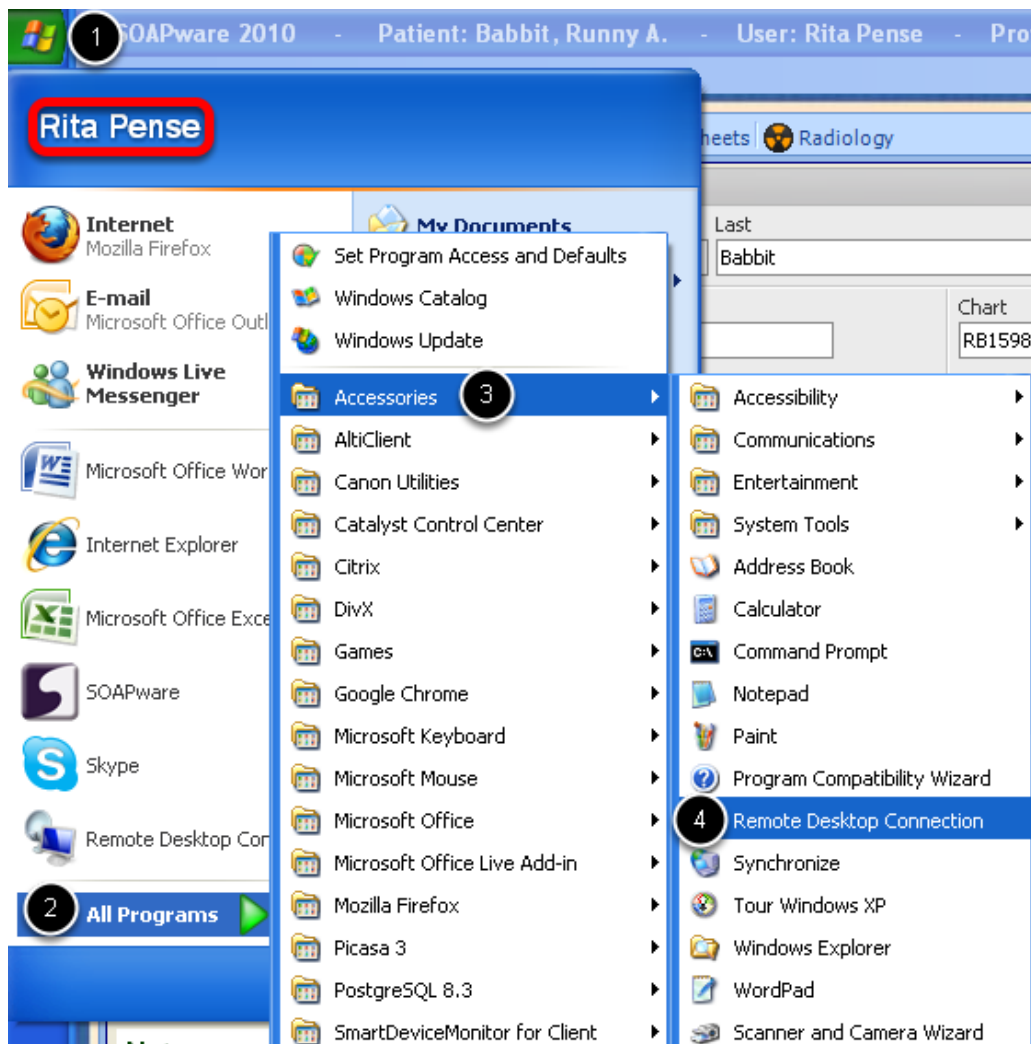 1
SOAPware 2010 - Patient: Babbit, Runny A. - User: Rita Pense - Pro
Rita Pense
heets Radiology
Internet
Mozilla Firefox
E-mail
Microsoft Office Outl
Windows Live
Messenger
Microsoft Office Wor
Internet Explorer
Microsoft Office Exce
SOAPware
Skype
Remote Desktop Con
2 All Programs
My Documents
Set Program Access and Defaults
Windows Catalog
Windows Update
Accessories 3
AltiClient
Canon Utilities
Catalyst Control Center
Citrix
DivX
Games
Google Chrome
Microsoft Keyboard
Microsoft Mouse
Microsoft Office
Microsoft Office Live Add-in
Mozilla Firefox
Picasa 3
PostgreSQL 8.3
SmartDeviceMonitor for Client
Last
Babbit
Chart
RB1598
Accessibility
Communications
Entertainment
System Tools
Address Book
Calculator
Command Prompt
Notepad
Paint
Program Compatibility Wizard
4 Remote Desktop Connection
Synchronize
Tour Windows XP
Windows Explorer
WordPad
Scanner and Camera Wizard